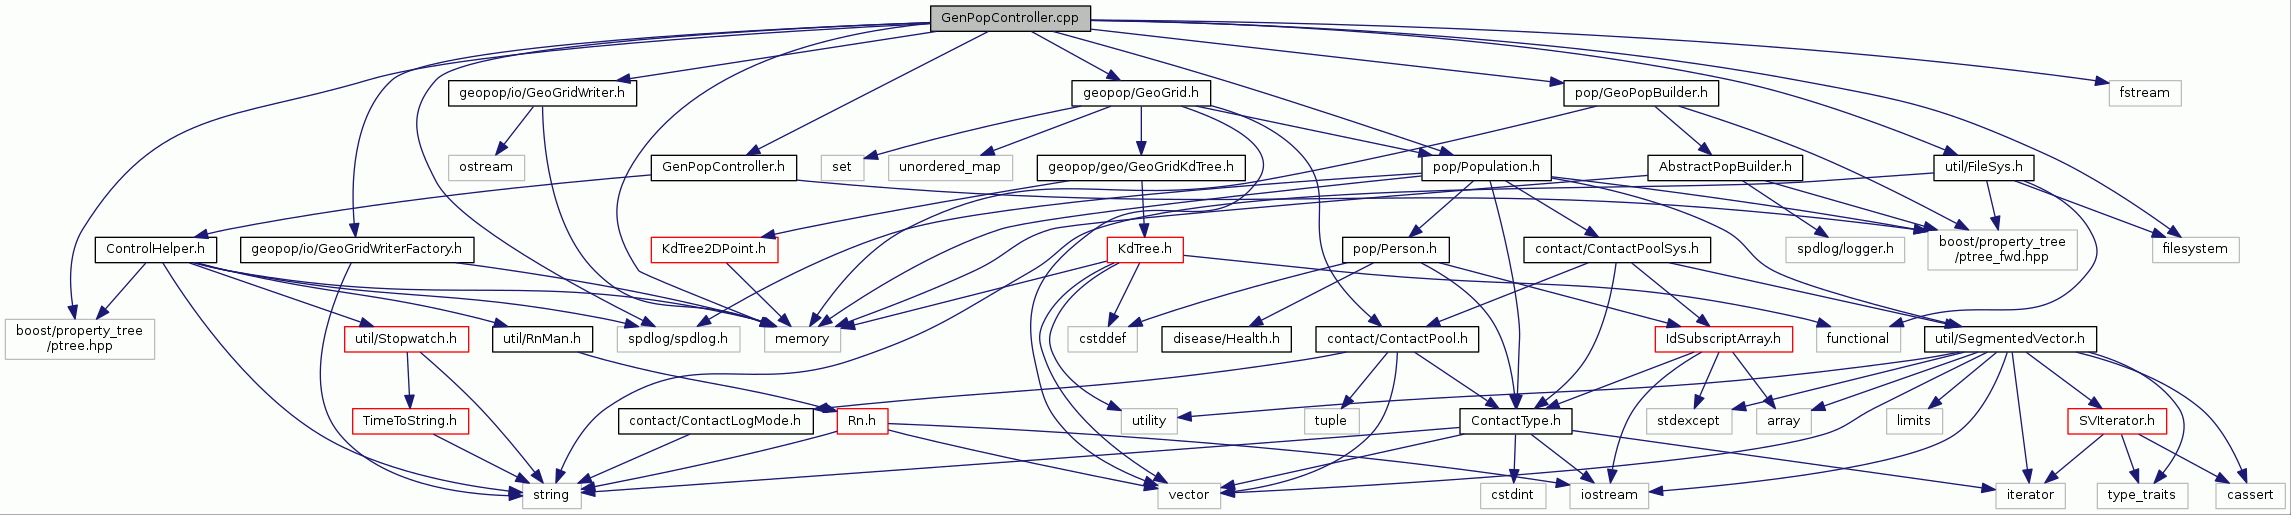 GenPopController.cpp
geopop/io/GeoGridWriter.h
geopop/GeoGrid.h
pop/GeoPopBuilder.h
fstream
ostream
GenPopController.h
set
unordered_map
geopop/geo/GeoGridKdTree.h
pop/Population.h
AbstractPopBuilder.h
util/FileSys.h
ControlHelper.h
geopop/io/GeoGridWriterFactory.h
KdTree2DPoint.h
KdTree.h
pop/Person.h
contact/ContactPoolSys.h
spdlog/logger.h
boost/property_tree
/ptree_fwd.hpp
filesystem
boost/property_tree
/ptree.hpp
util/Stopwatch.h
util/RnMan.h
spdlog/spdlog.h
memory
cstddef
disease/Health.h
contact/ContactPool.h
IdSubscriptArray.h
functional
util/SegmentedVector.h
TimeToString.h
contact/ContactLogMode.h
Rn.h
utility
tuple
ContactType.h
stdexcept
array
limits
SVIterator.h
string
vector
cstdint
iostream
iterator
type_traits
cassert